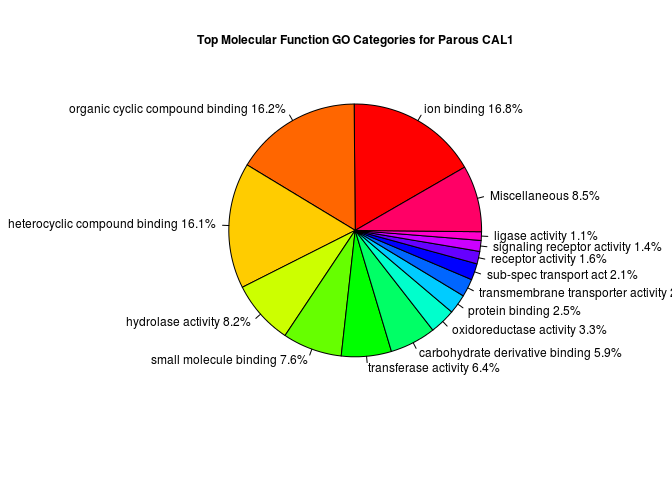 Top Molecular Function GO Categories for Parous CAL1
organic cyclic compound binding 16.2%
ion binding 16.8%
Miscellaneous 8.5%
heterocyclic compound binding 16.1%
ligase activity 1.1%
signaling receptor activity 1.4%
receptor activity 1.6%
sub-spec transport act 2.1%
transmembrane transporter activity
protein binding 2.5%
hydrolase activity 8.2%
oxidoreductase activity 3.3%
carbohydrate derivative binding 5.9%
small molecule binding 7.6%
transferase activity 6.4%